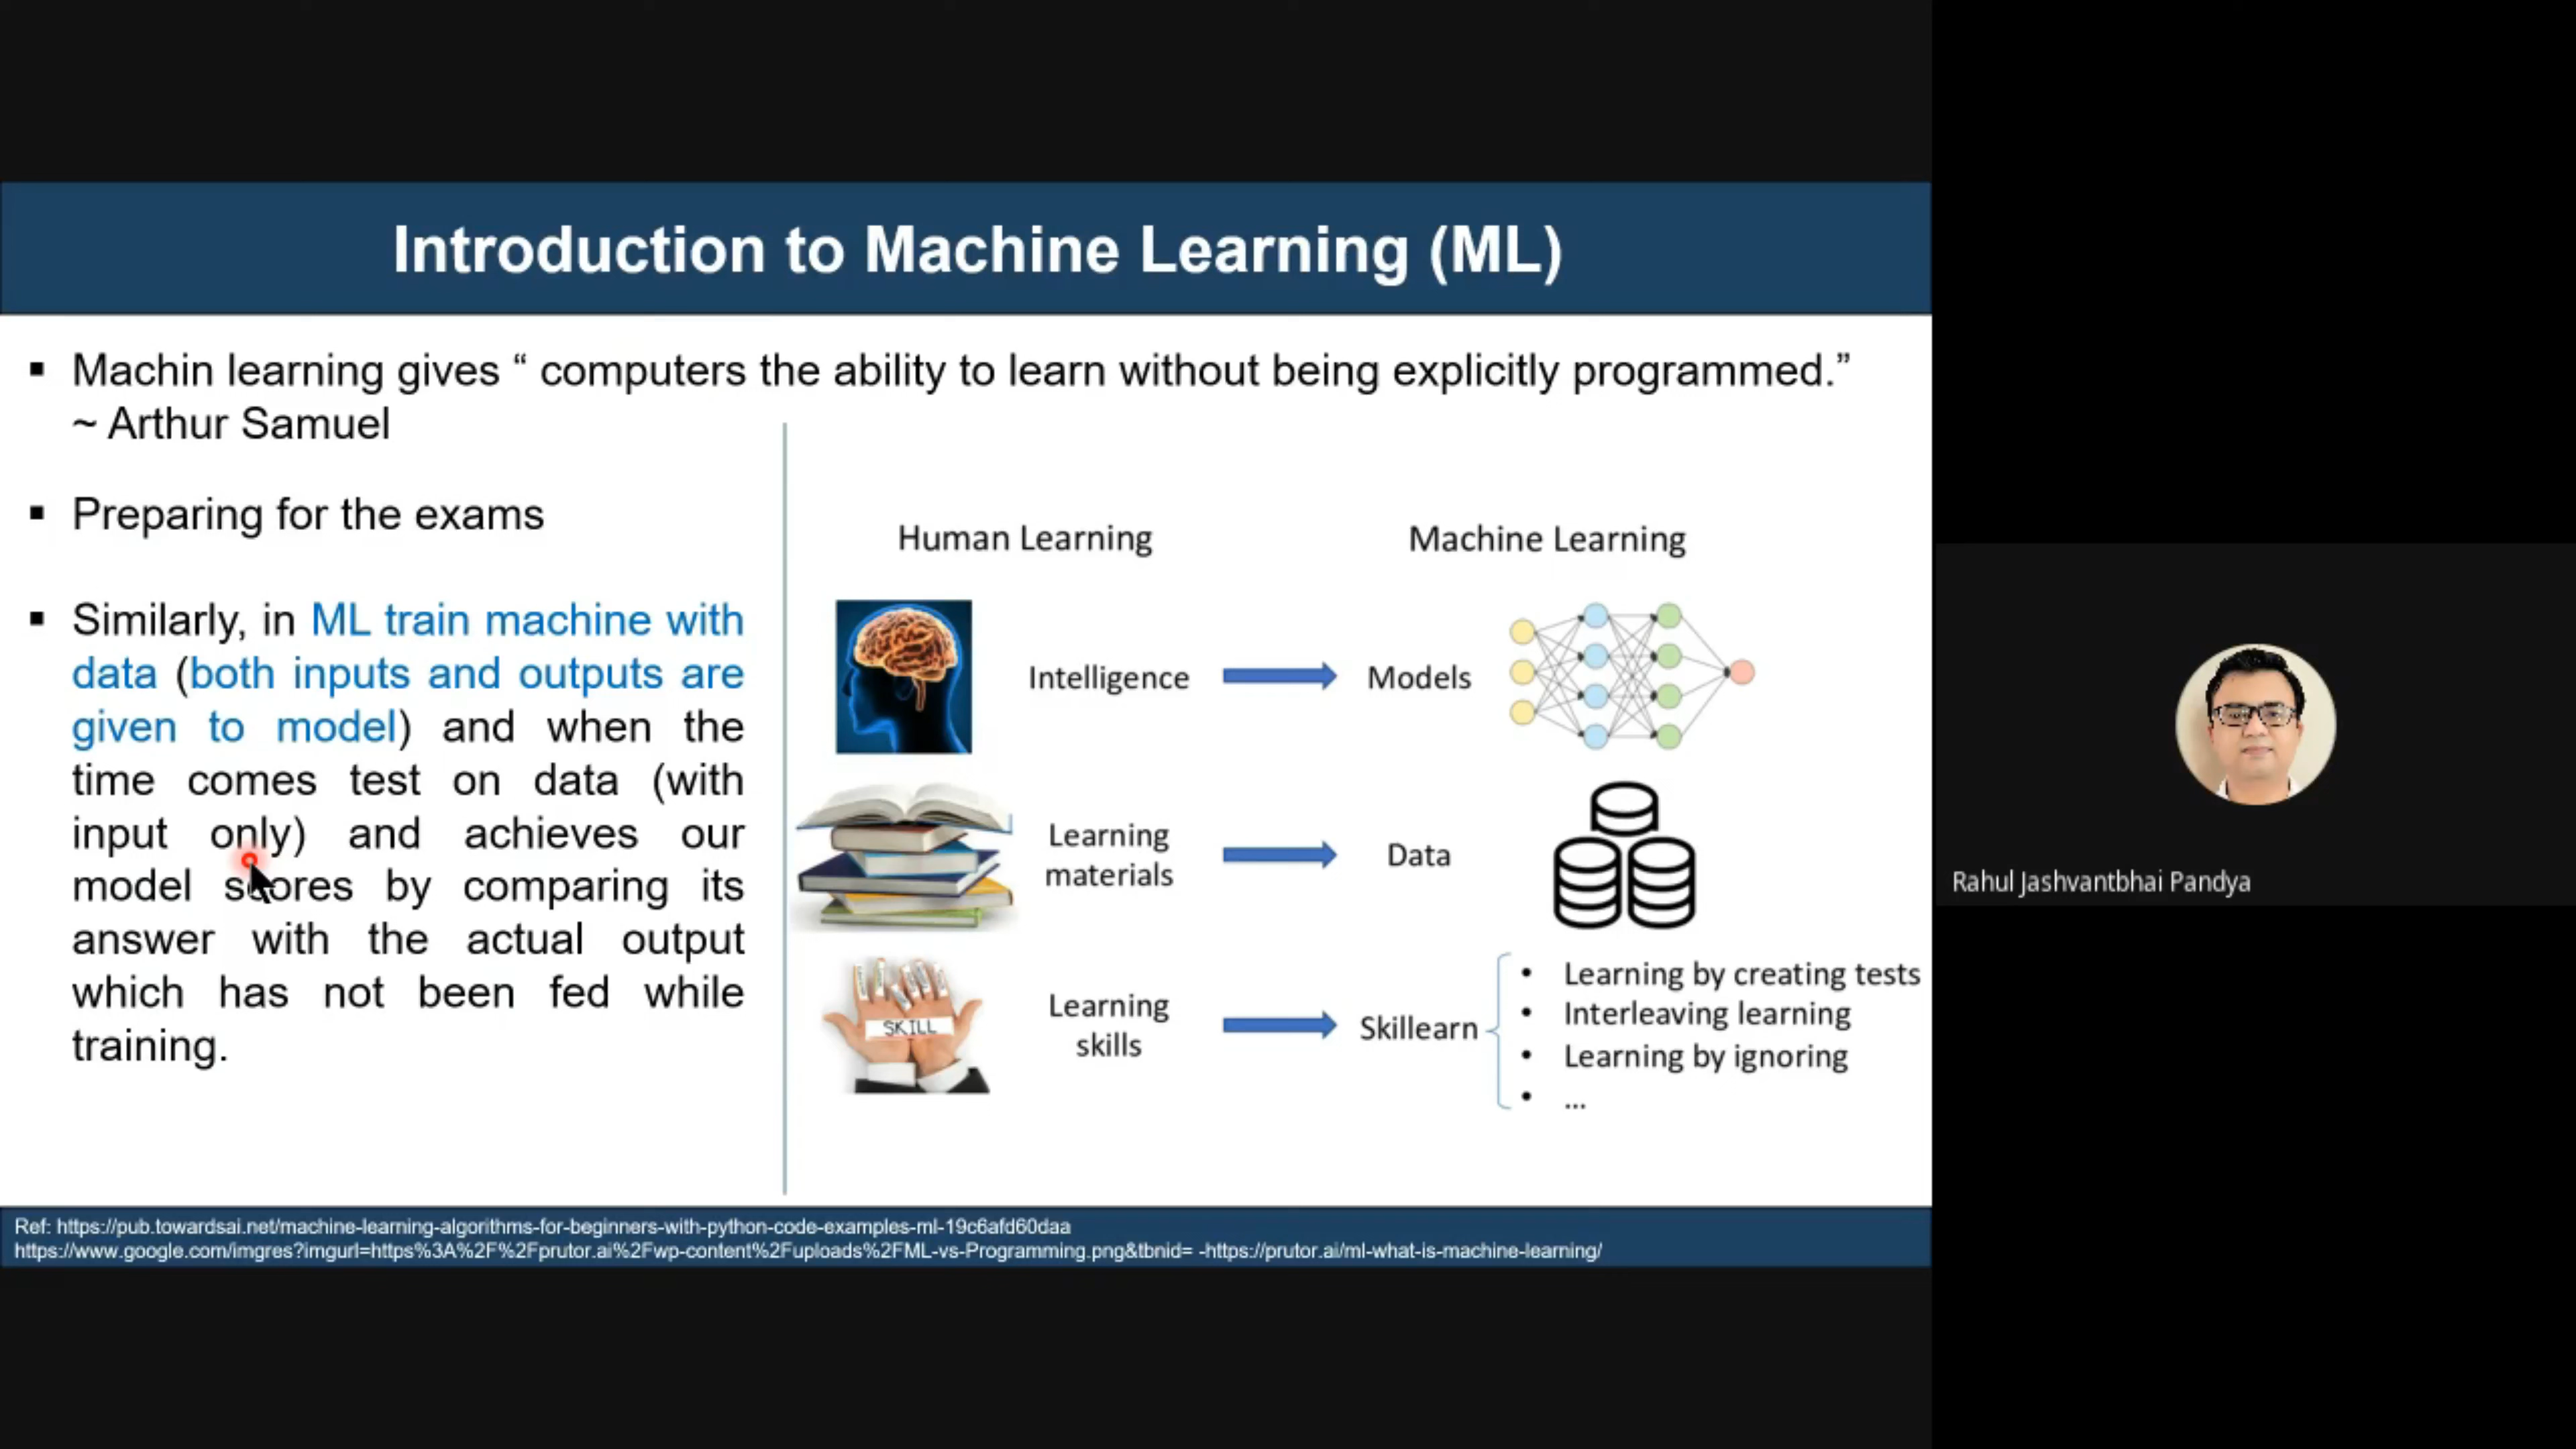 Introduction to Machine Learning (ML)
▪ Machin learning gives “ computers the ability to learn without being explicitly programmed.”
~ Arthur Samuel
▪ Preparing for the exams
▪ Similarly, in ML train machine with
data (both inputs and outputs are
given to model) and when the
time comes test on data (with
input only) and achieves our
model scores by comparing its
answer with the actual output
which has not been fed while
training.
Human Learning
Machine Learning
Intelligence
Models
Learning
materials
Data
SKILL
Learning
skills
Skillearn
• Learning by creating tests
• Interleaving learning
• Learning by ignoring
• ...
Ref: https://pub.towardsai.net/machine-learning-algorithms-for-beginners-with-python-code-examples-ml-19c6afd60daa
https://www.google.com/imgres?imgurl=https%3A%2F%2Fprutor.ai%2Fwp-content%2Fuploads%2FML-vs-Programming.png&tbnid= -https://prutor.ai/ml-what-is-machine-learning/
Rahul Jashvantbhai Pandya